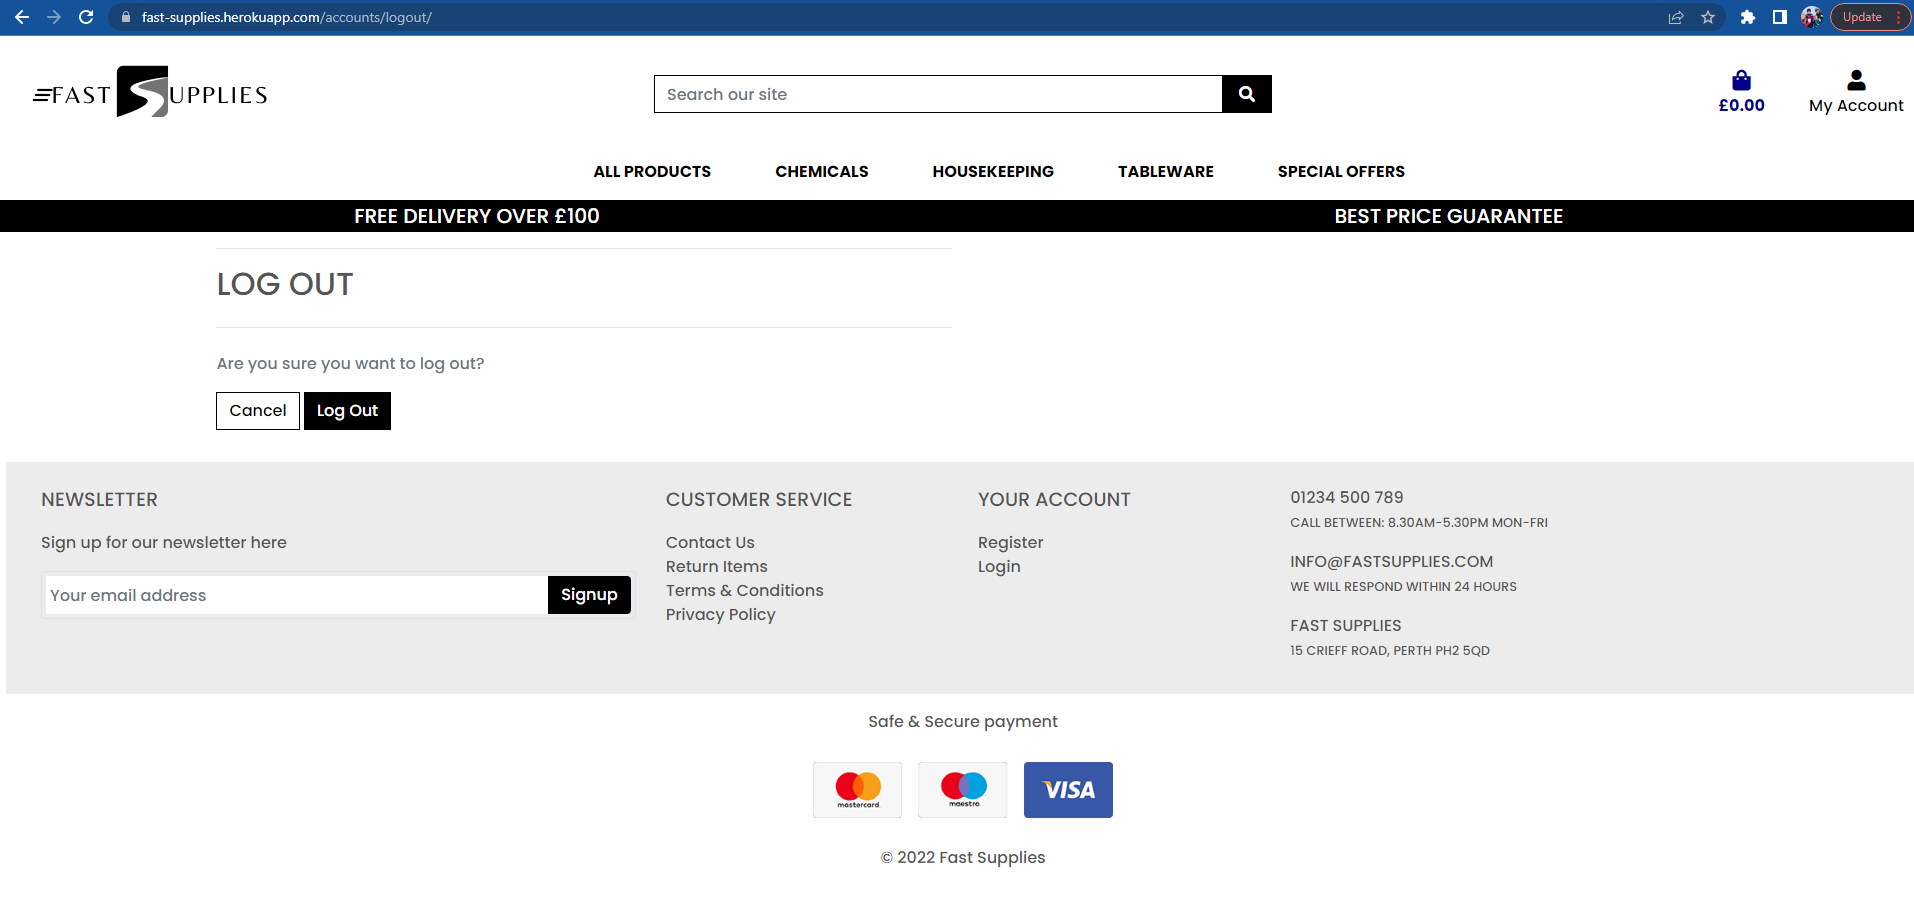 fast-supplies.herokuapp.com/accounts/logout/
Update
FAST SUPPLIES
Search our site
£0.00
My Account
ALL PRODUCTS CHEMICALS HOUSEKEEPING TABLEWARE SPECIAL OFFERS
FREE DELIVERY OVER £100 BEST PRICE GUARANTEE
LOG OUT
Are you sure you want to log out?
Cancel Log Out
NEWSLETTER
Sign up for our newsletter here
Your email address Signup
CUSTOMER SERVICE
Contact Us
Return Items
Terms & Conditions
Privacy Policy
YOUR ACCOUNT
Register
Login
01234 500 789
CALL BETWEEN: 8.30AM-5.30PM MON-FRI
INFO@FASTSUPPLIES.COM
WE WILL RESPOND WITHIN 24 HOURS
FAST SUPPLIES
15 CRIEFF ROAD, PERTH PH2 5QD
Safe & Secure payment
mastercard maestro VISA
© 2022 Fast Supplies